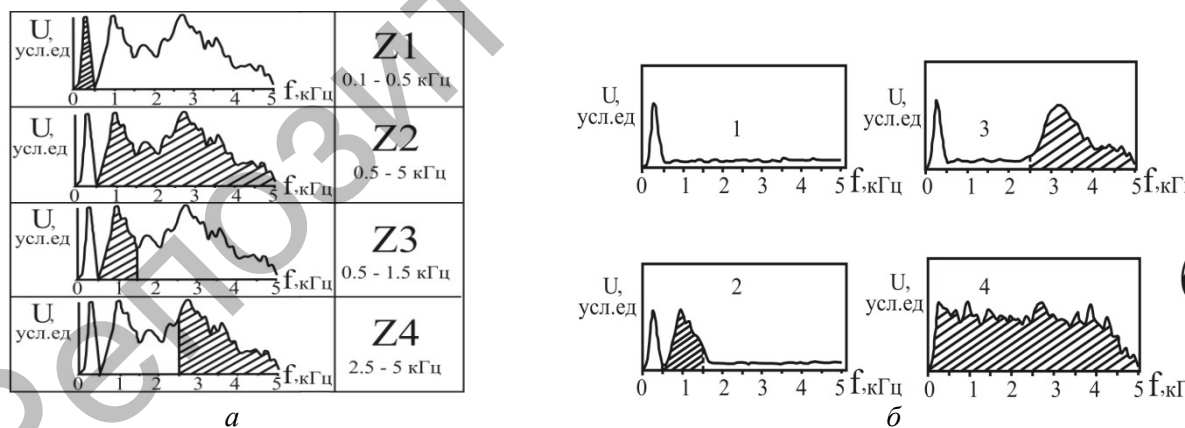 U,
усл.ед
0 1 2 3 4 5 f,кГц
Z1
0.1 - 0.5 кГц
U,
усл.ед
0 1 2 3 4 5 f,кГц
Z2
0.5 - 5 кГц
U,
усл.ед
0 1 2 3 4 5 f,кГц
Z3
0.5 - 1.5 кГц
U,
усл.ед
0 1 2 3 4 5 f,кГц
Z4
2.5 - 5 кГц
а
U,
усл.ед
1
0 1 2 3 4 5 f,кГц
U,
усл.ед
3
0 1 2 3 4 5 f,кГц
U,
усл.ед
2
0 1 2 3 4 5 f,кГц
U,
усл.ед
4
0 1 2 3 4 5 f,кГ
б
Репозит